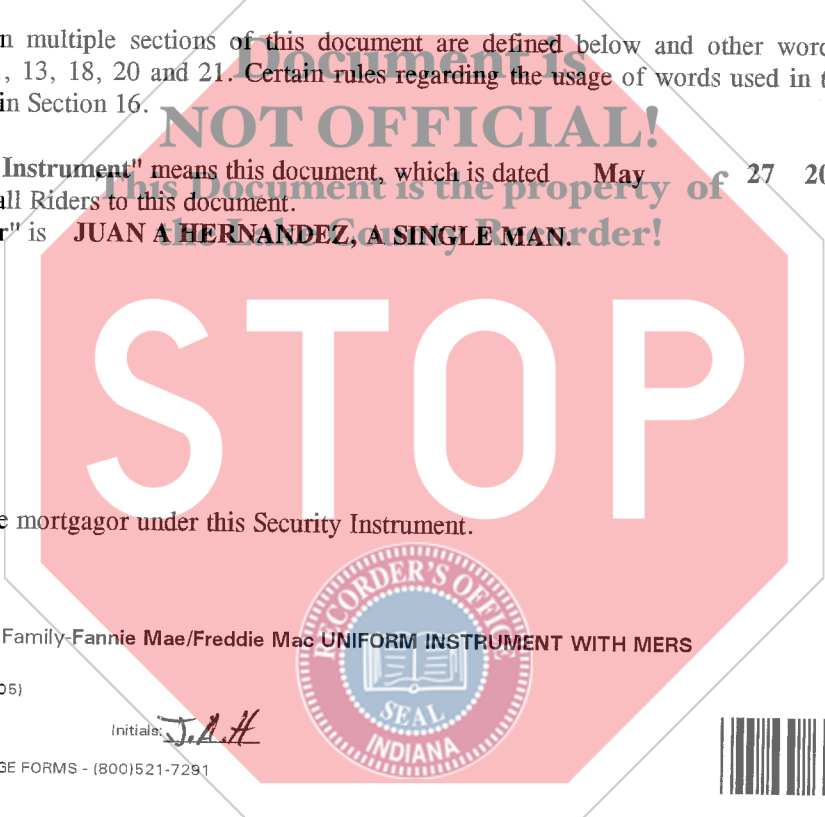 n multiple sections of this document are defined below and other word
Document is
, 13, 18, 20 and 21. Certain rules regarding the usage of words used in t
in Section 16.
NOT OFFICIAL!
Instrument" means this document, which is dated May 27 20
This Document is the property of
all Riders to this document.
r" is JUAN A HERNANDEZ, A SINGLE MAN.
the Lake County Recorder!
STOP
e mortgagor under this Security Instrument.
RECORDER'S OFFICE
Family-Fannie Mae/Freddie Mac UNIFORM INSTRUMENT WITH MERS
05)
SEAL
Initials: J.A.H
INDIANA
GE FORMS - (800)521-7291